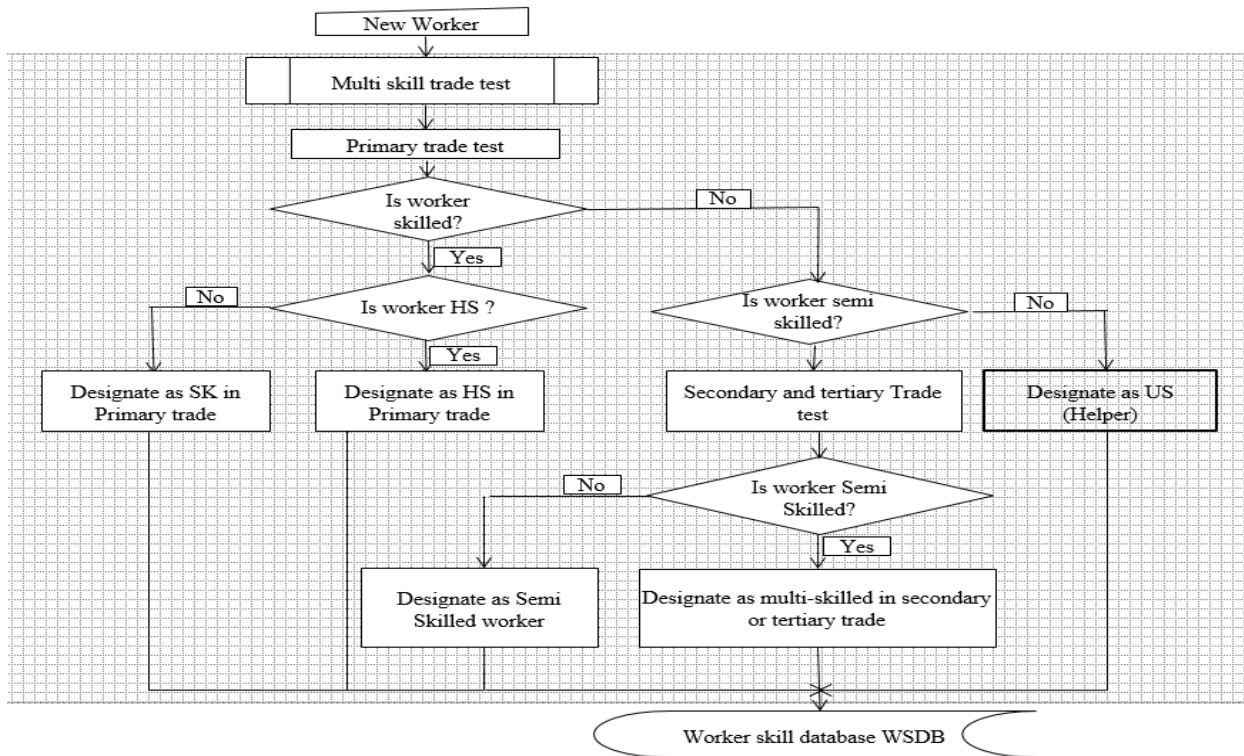 New Worker
Multi skill trade test
Primary trade test
Is worker
skilled?
No
Yes
No
Is worker HS ?
Is worker semi
skilled?
No
Yes
Designate as SK in
Primary trade
Designate as HS in
Primary trade
Secondary and tertiary Trade
test
Designate as US
(Helper)
No
Is worker Semi
Skilled?
Yes
Designate as Semi
Skilled worker
Designate as multi-skilled in secondary
or tertiary trade
Worker skill database WSDB